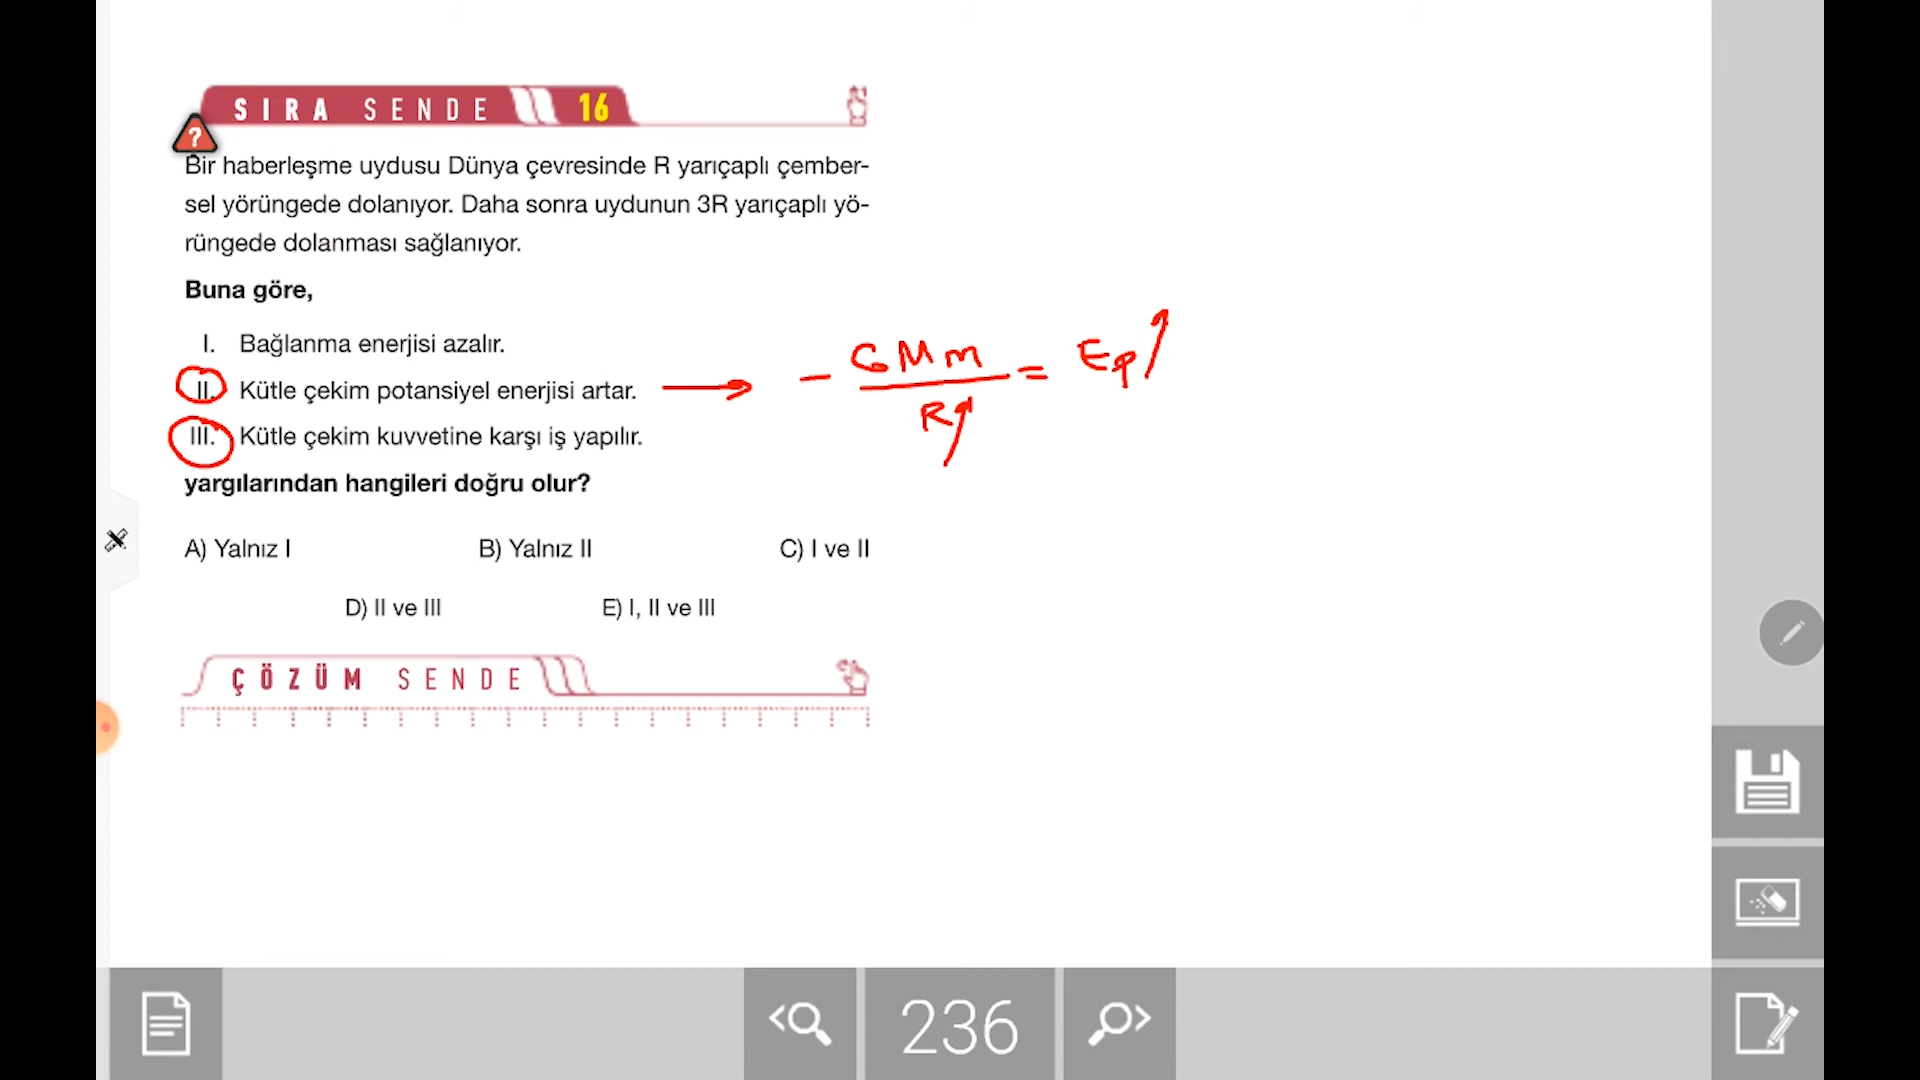 SIRA SENDE 16
?
Bir haberleşme uydusu Dünya çevresinde R yarıçaplı çember-
sel yörüngede dolanıyor. Daha sonra uydunun 3R yarıçaplı yö-
rüngede dolanması sağlanıyor.
Buna göre,
I. Bağlanma enerjisi azalır.
II. Kütle çekim potansiyel enerjisi artar.
III. Kütle çekim kuvvetine karşı iş yapılır.
yargılarından hangileri doğru olur?
A) Yalnız I B) Yalnız II C) I ve II
D) II ve III E) I, II ve III
- GMm / R = Ep
ÇÖZÜM SENDE
236